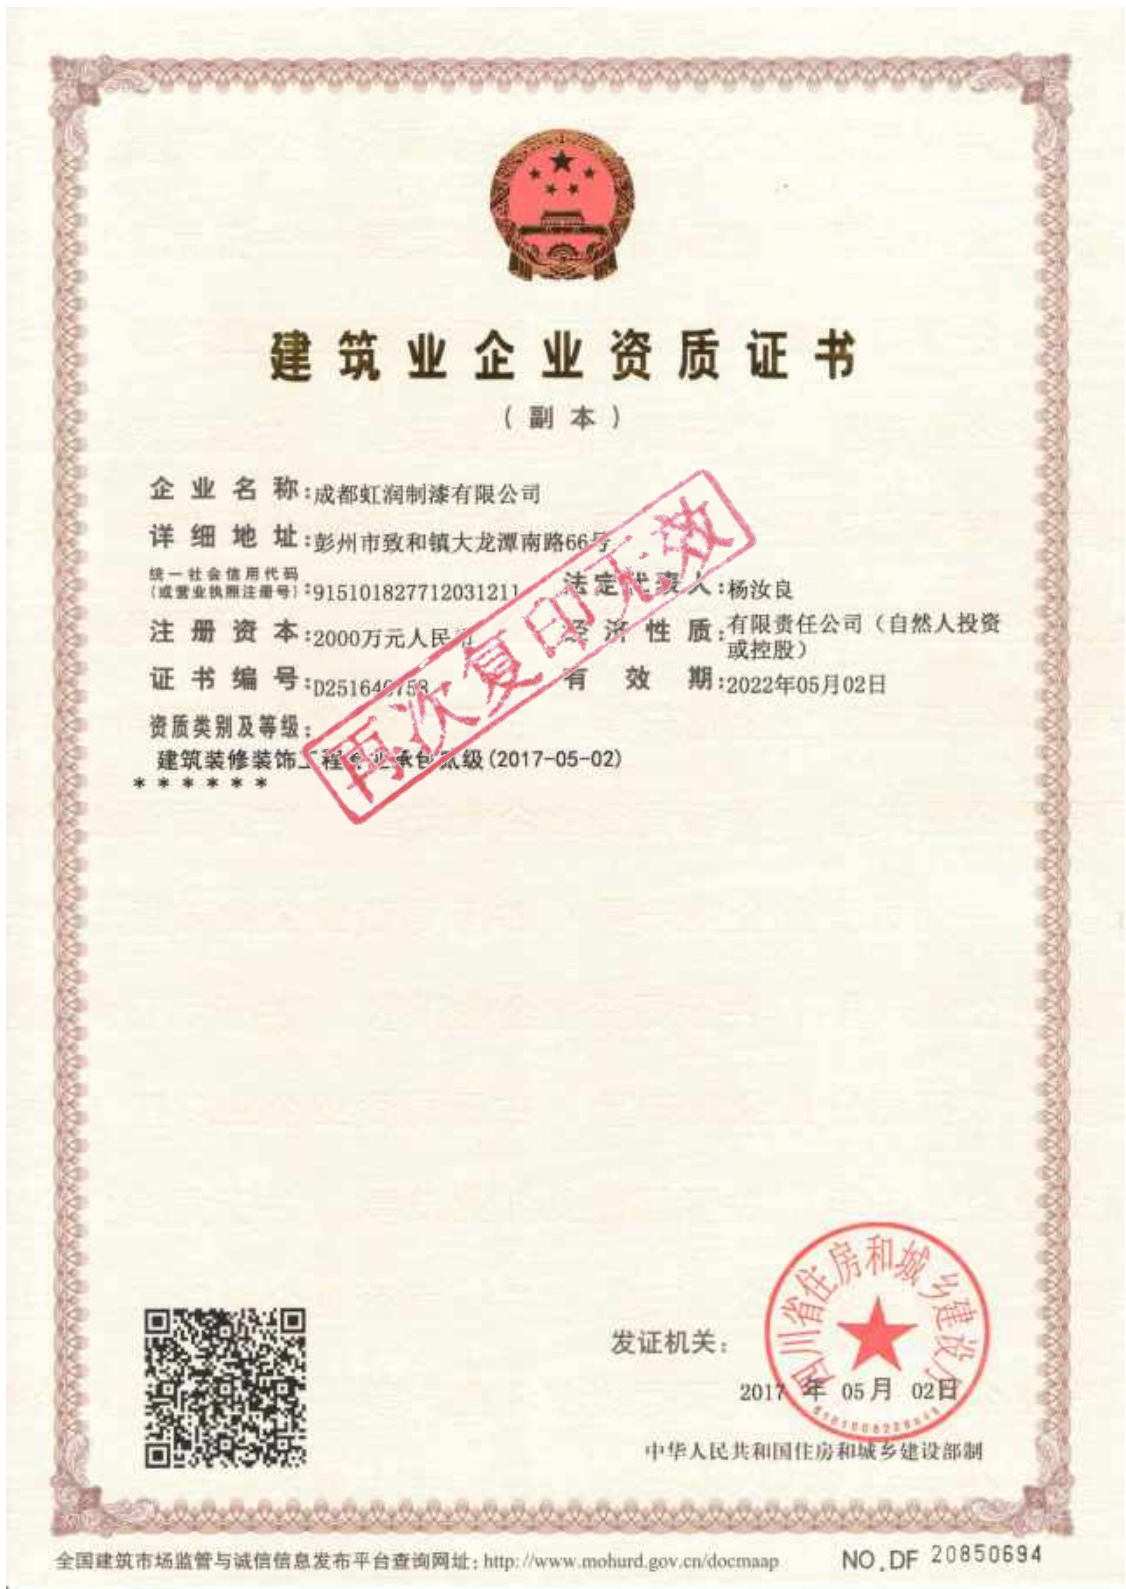 建筑业企业资质证书
（副本）
企业名称：成都虹润制漆有限公司
详细地址：彭州市致和镇大龙潭南路66号
统一社会信用代码
（或营业执照注册号）：915101827712031211 法定代表人：杨汝良
注册资本：2000万元人民币 经济性质：有限责任公司（自然人投资
或控股）
证书编号： 有效期：2022年05月02日
资质类别及等级：
建筑装修装饰工程专业承包贰级(2017-05-02)
******
再次复印无效
四川省住房和城乡建设厅
发证机关：
2017年05月02日
中华人民共和国住房和城乡建设部制
全国建筑市场监管与诚信信息发布平台查询网址：http://www.mohurd.gov.cn/docmaap
NO.DF 20850694